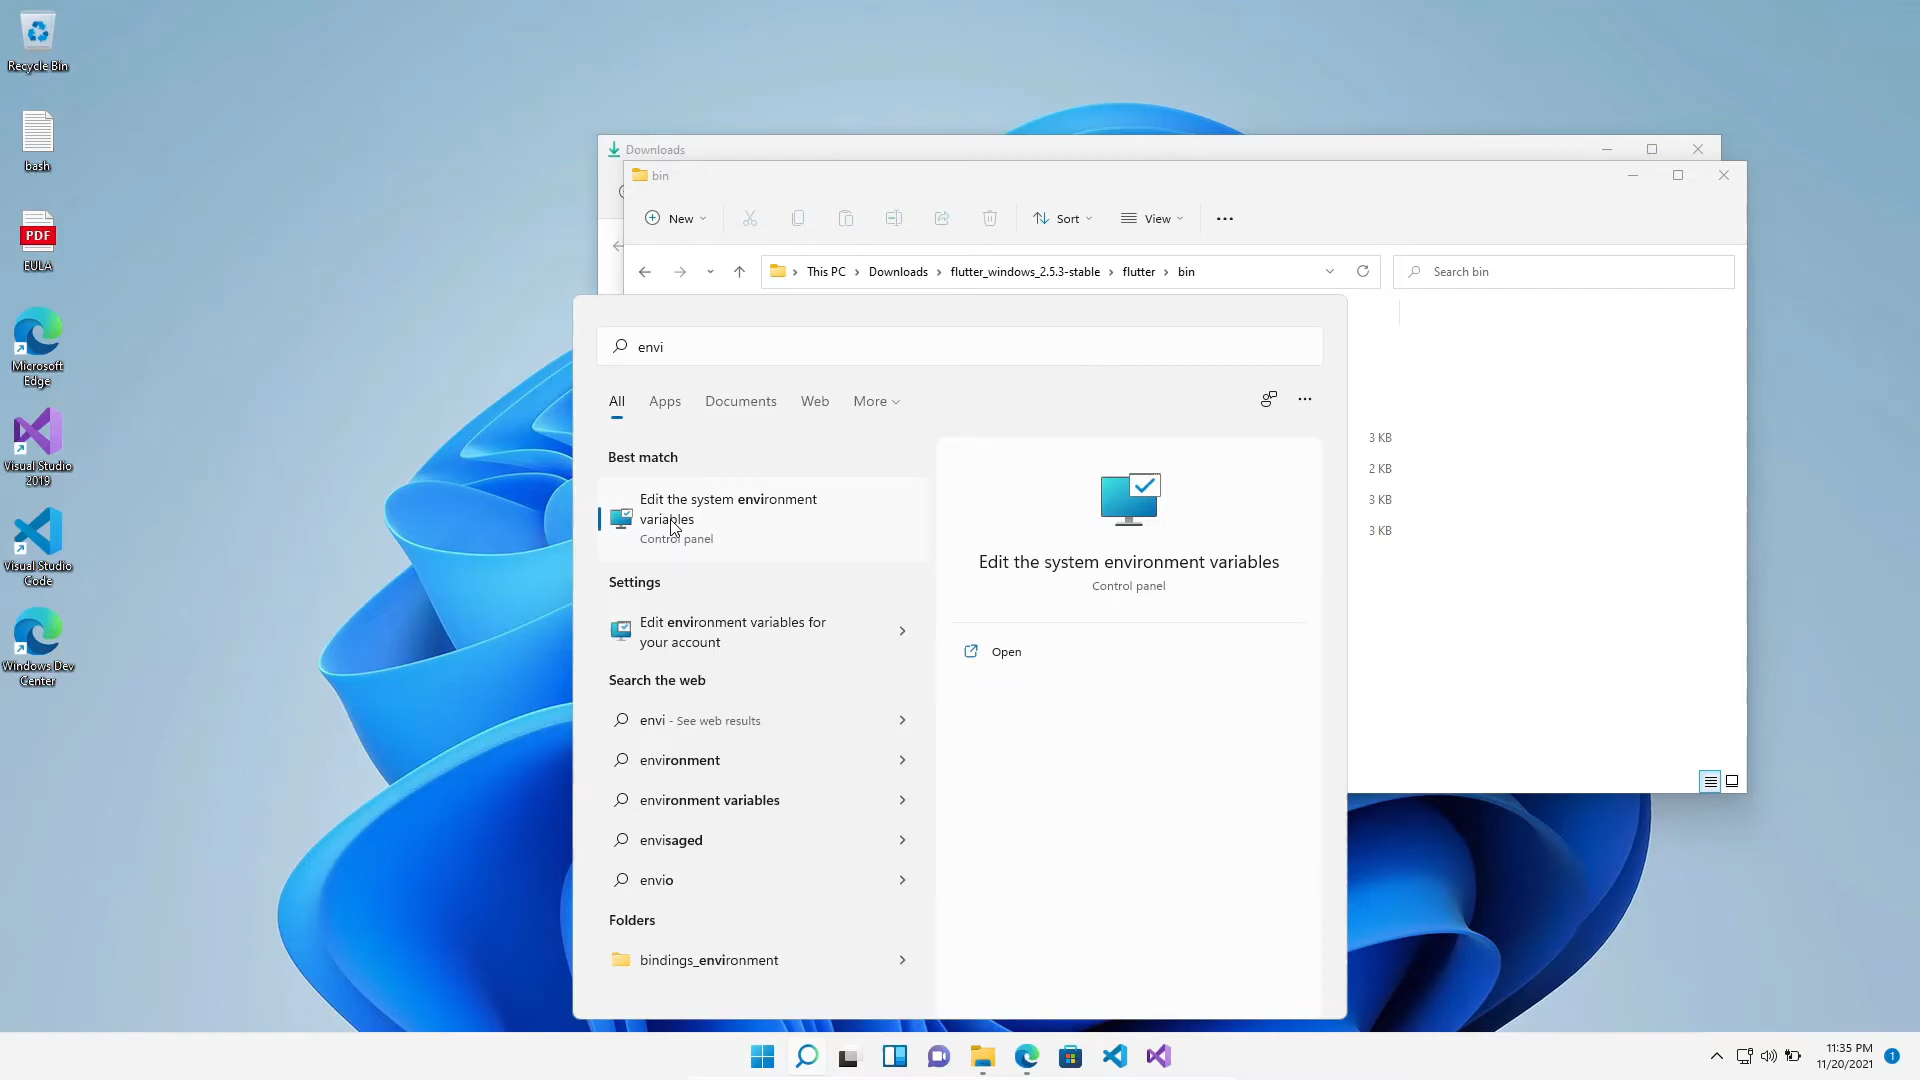 Recycle Bin
bash
PDF
EULA
Microsoft
Edge
Visual Studio
2019
Visual Studio
Code
Windows Dev
Center
Downloads
bin
New
Sort
View
This PC
Downloads
flutter_windows_2.5.3-stable
flutter
bin
Search bin
3 KB
2 KB
3 KB
3 KB
envi
All
Apps
Documents
Web
More
Best match
Edit the system environment
variables
Control panel
Settings
Edit environment variables for
your account
Search the web
envi - See web results
environment
environment variables
envisaged
envio
Folders
bindings_environment
Edit the system environment variables
Control panel
Open
11:35 PM
11/20/2021
1